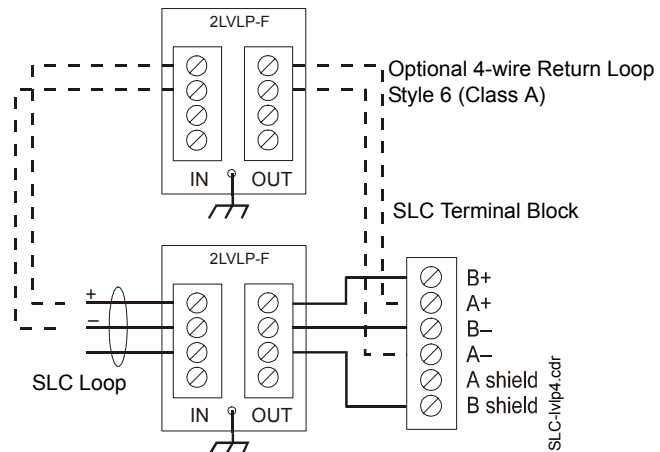 2LVLP-F
Optional 4-wire Return Loop
Style 6 (Class A)
IN OUT
SLC Terminal Block
2LVLP-F
B+
+
A+
–
B–
A–
SLC Loop
A shield
B shield
IN OUT
SLC-lvlp4.cdr